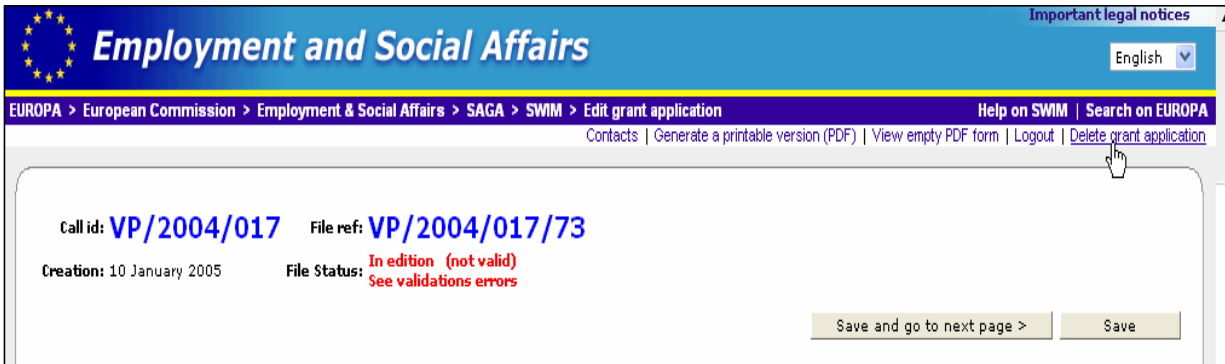 Important legal notices
Employment and Social Affairs
English
EUROPA > European Commission > Employment & Social Affairs > SAGA > SWIM > Edit grant application Help on SWIM | Search on EUROPA
Contacts | Generate a printable version (PDF) | View empty PDF form | Logout | Delete grant application
Call id: VP/2004/017 File ref: VP/2004/017/73
Creation: 10 January 2005 File Status: In edition (not valid)
See validations errors
Save and go to next page > Save